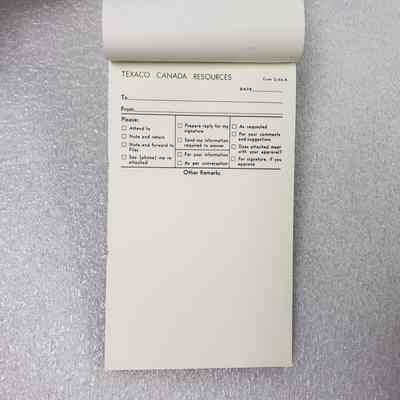 TEXACO CANADA RESOURCES
DATE
To
From
Please:
Attend to
Note and return
Note and forward to
Files
See (phone) me re
attached
Prepare reply for my
signature
Send me information
required to answer
For your information
As per conversation
As requested
For your comments
and suggestions
Does attached meet
with your approval?
For signature, if you
approve
Other Remarks